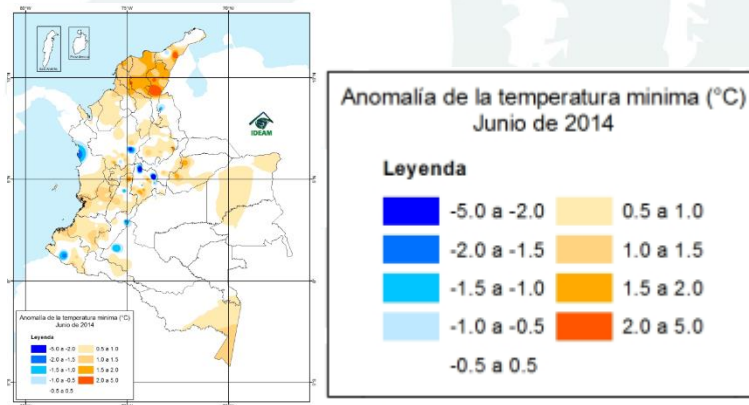 80°W
75°W
70°W
Providencia
IDEAM
Anomalía de la temperatura minima (°C)
Junio de 2014
Leyenda
-5.0 a -2.0 0.5 a 1.0
-2.0 a -1.5 1.0 a 1.5
-1.5 a -1.0 1.5 a 2.0
-1.0 a -0.5 2.0 a 5.0
-0.5 a 0.5
Anomalía de la temperatura minima (°C)
Junio de 2014
Leyenda
-5.0 a -2.0 0.5 a 1.0
-2.0 a -1.5 1.0 a 1.5
-1.5 a -1.0 1.5 a 2.0
-1.0 a -0.5 2.0 a 5.0
-0.5 a 0.5